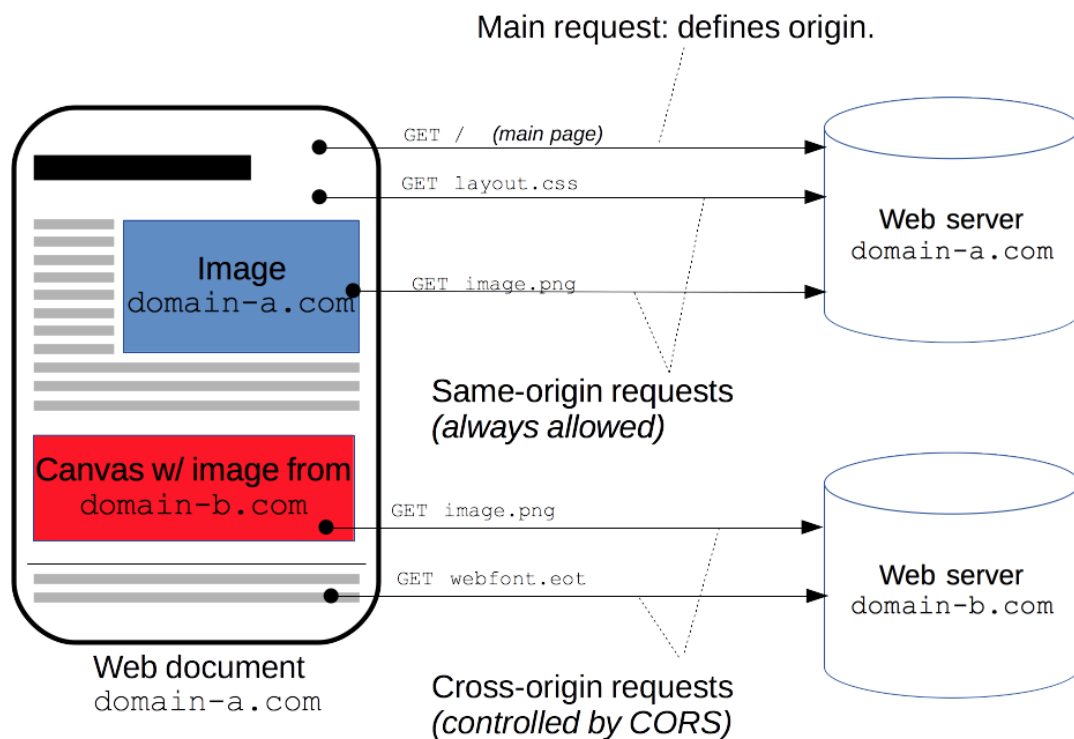 Main request: defines origin.
GET / (main page)
GET layout.css
Web server
domain-a.com
Image
domain-a.com
GET image.png
Same-origin requests
(always allowed)
Canvas w/ image from
domain-b.com
GET image.png
GET webfont.eot
Web server
domain-b.com
Web document
domain-a.com
Cross-origin requests
(controlled by CORS)